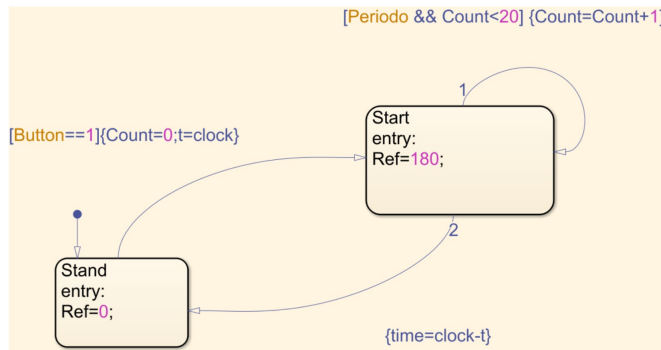 [Periodo && Count<20] {Count=Count+1}
1
Start
entry:
Ref=180;
[Button==1]{Count=0;t=clock}
2
Stand
entry:
Ref=0;
{time=clock-t}